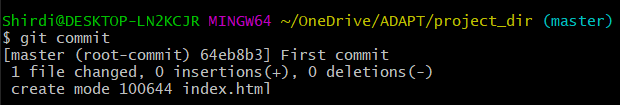 Shirdi@DESKTOP-LN2KCJR MINGW64 ~/OneDrive/ADAPT/project_dir (master)
$ git commit
[master (root-commit) 64eb8b3] First commit
 1 file changed, 0 insertions(+), 0 deletions(-)
 create mode 100644 index.html